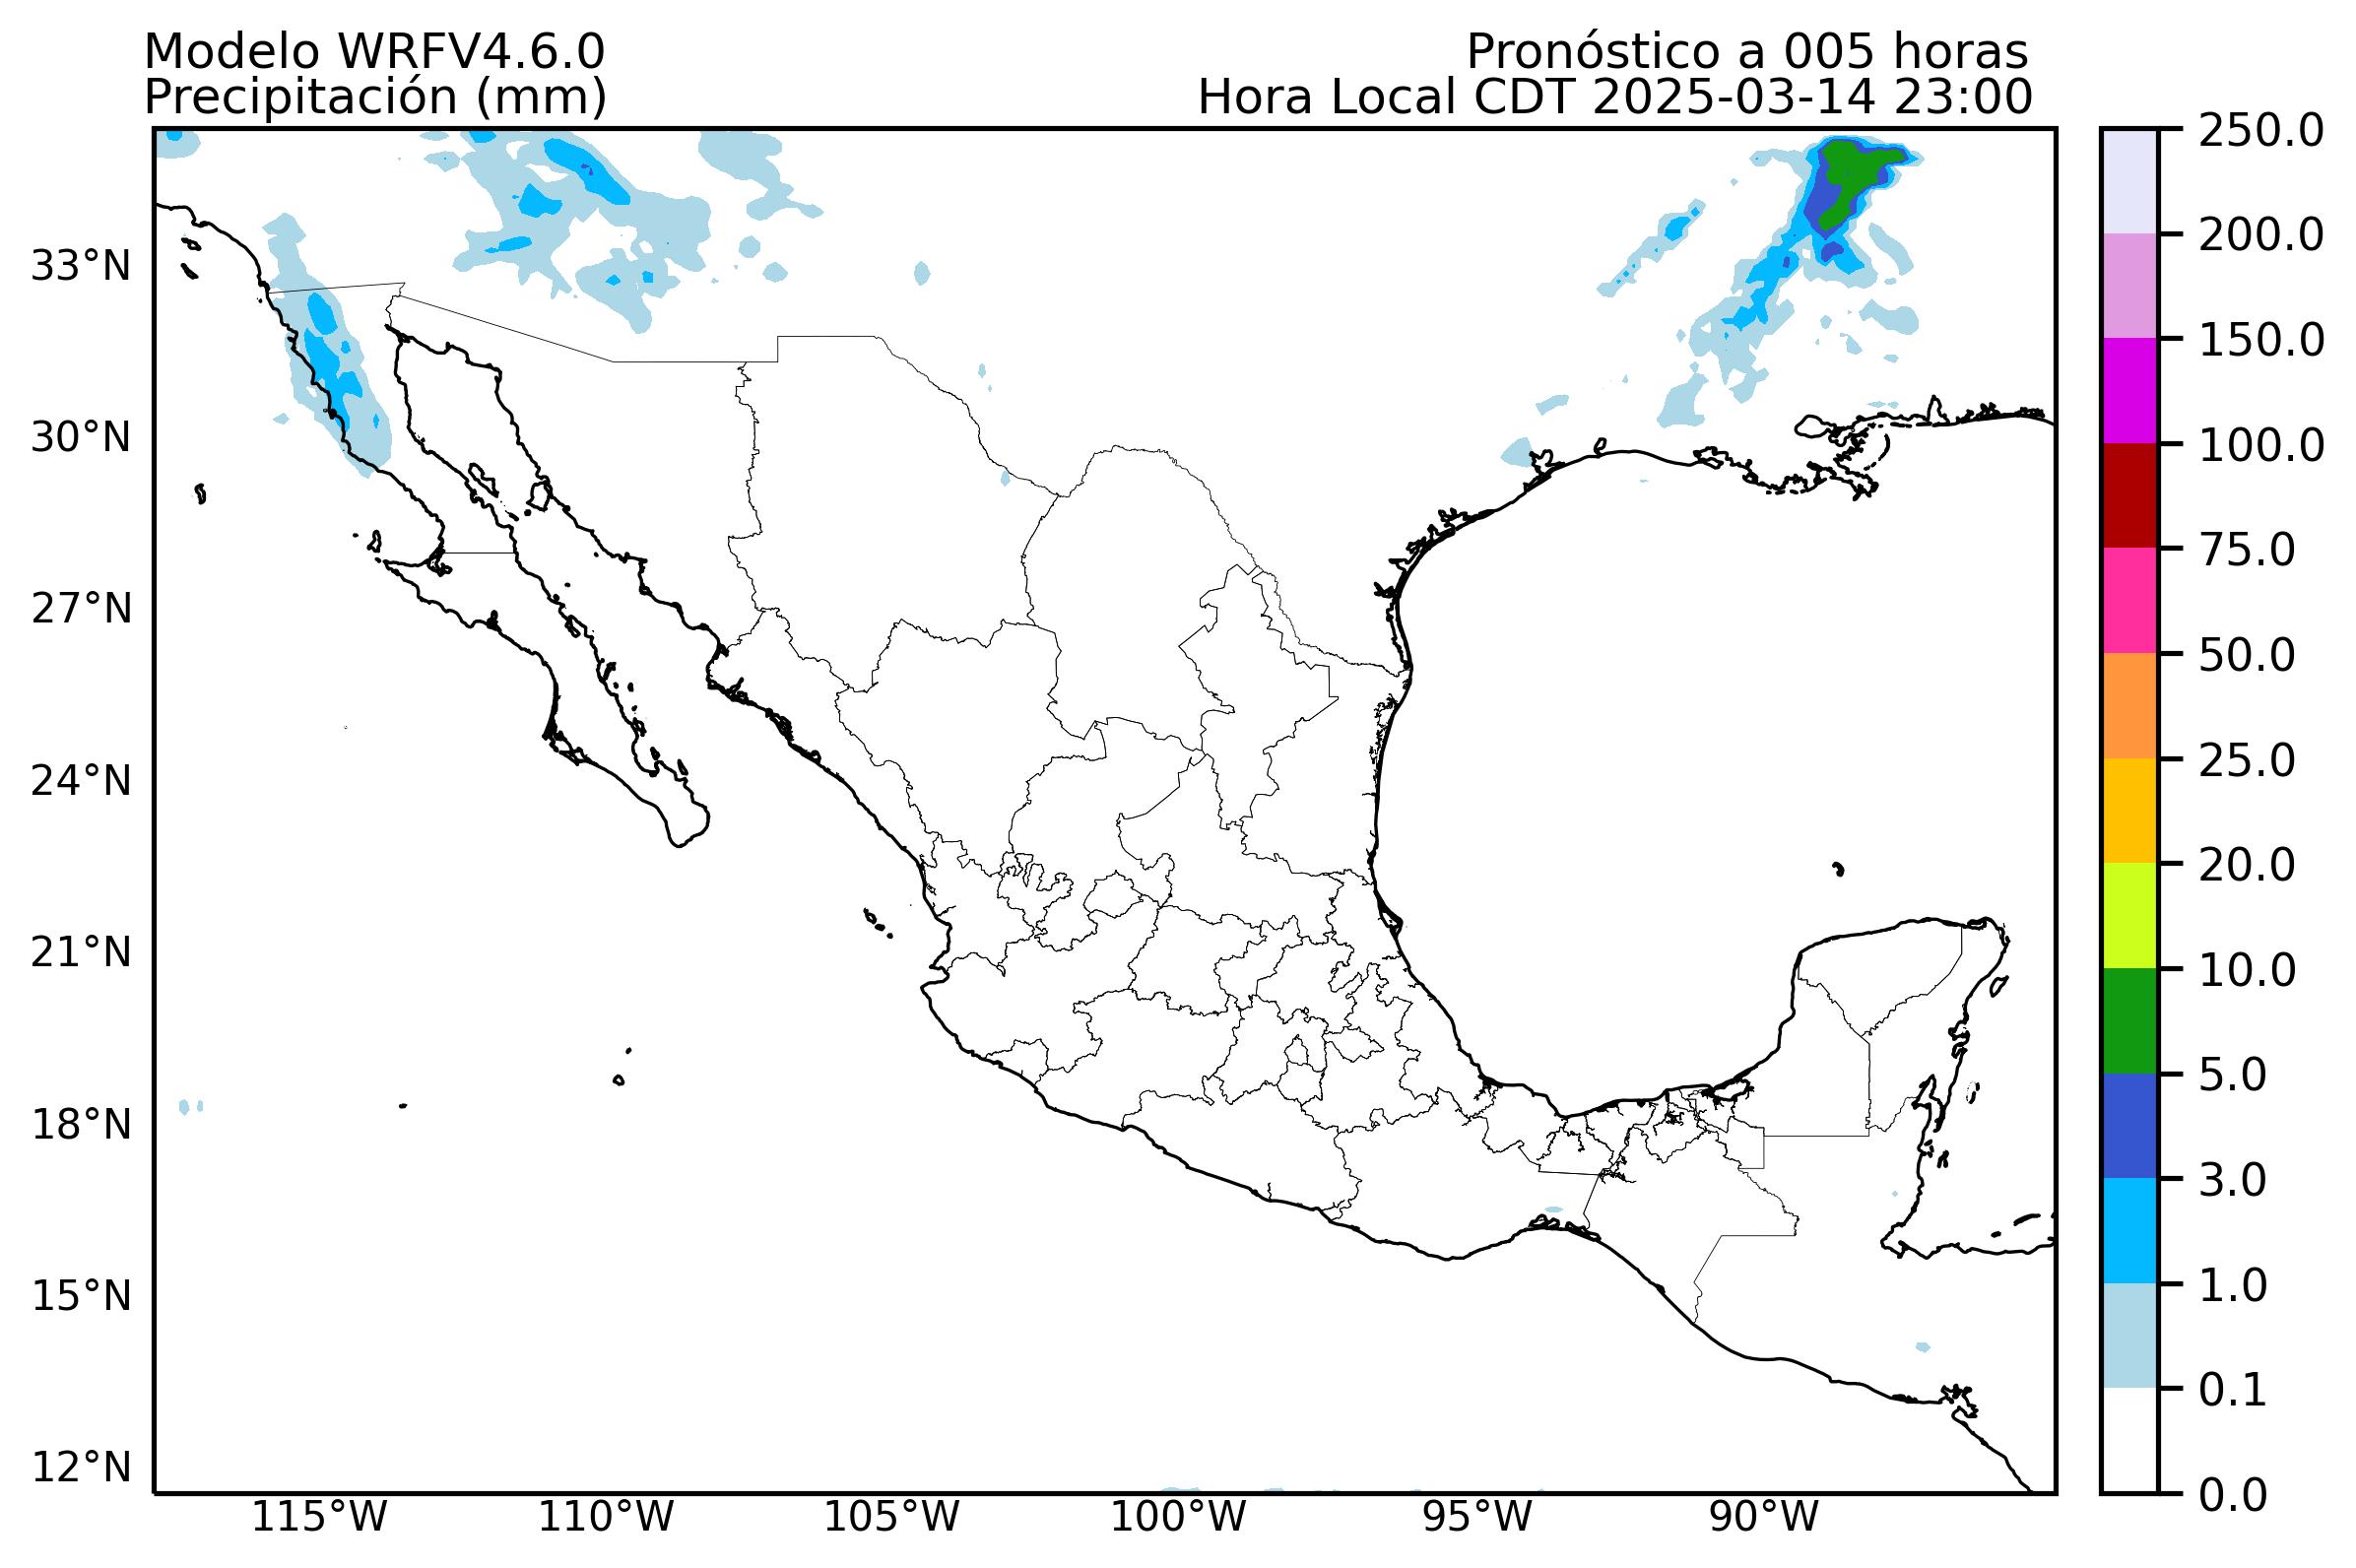 Modelo WRFV4.6.0
Pronóstico a 005 horas
Precipitación (mm)
Hora Local CDT 2025-03-14 23:00
33°N
30°N
27°N
24°N
21°N
18°N
15°N
12°N
115°W
110°W
105°W
100°W
95°W
90°W
250.0
200.0
150.0
100.0
75.0
50.0
25.0
20.0
10.0
5.0
3.0
1.0
0.1
0.0